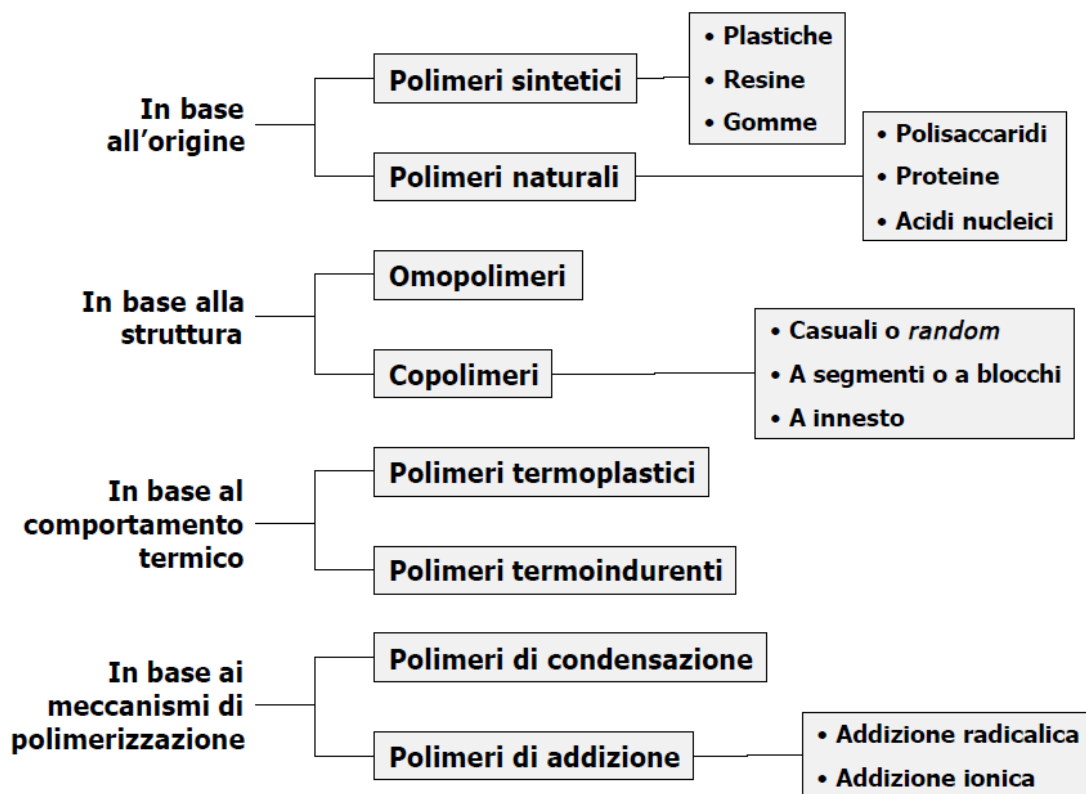 In base
all'origine
Polimeri sintetici
• Plastiche
• Resine
• Gomme
Polimeri naturali
• Polisaccaridi
• Proteine
• Acidi nucleici
In base alla
struttura
Omopolimeri
Copolimeri
• Casuali o random
• A segmenti o a blocchi
• A innesto
In base al
comportamento
termico
Polimeri termoplastici
Polimeri termoindurenti
In base ai
meccanismi di
polimerizzazione
Polimeri di condensazione
Polimeri di addizione
• Addizione radicalica
• Addizione ionica